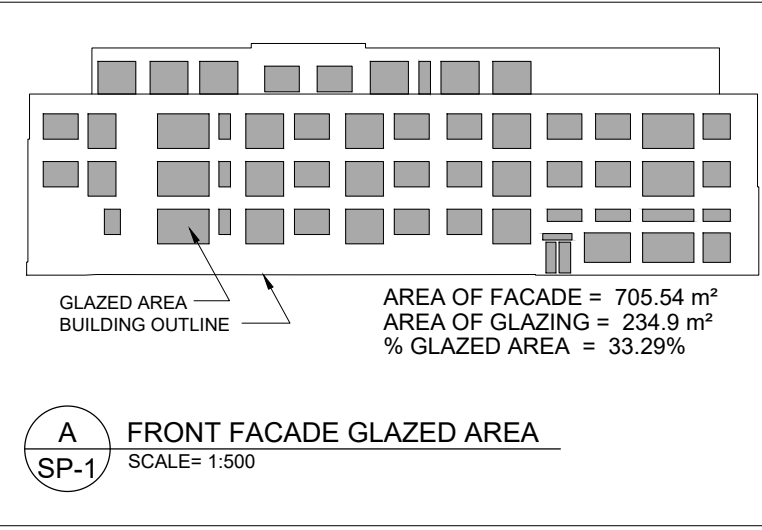 GLAZED AREA
BUILDING OUTLINE
AREA OF FACADE = 705.54 m²
AREA OF GLAZING = 234.9 m²
% GLAZED AREA = 33.29%
A
SP-1
FRONT FACADE GLAZED AREA
SCALE= 1:500